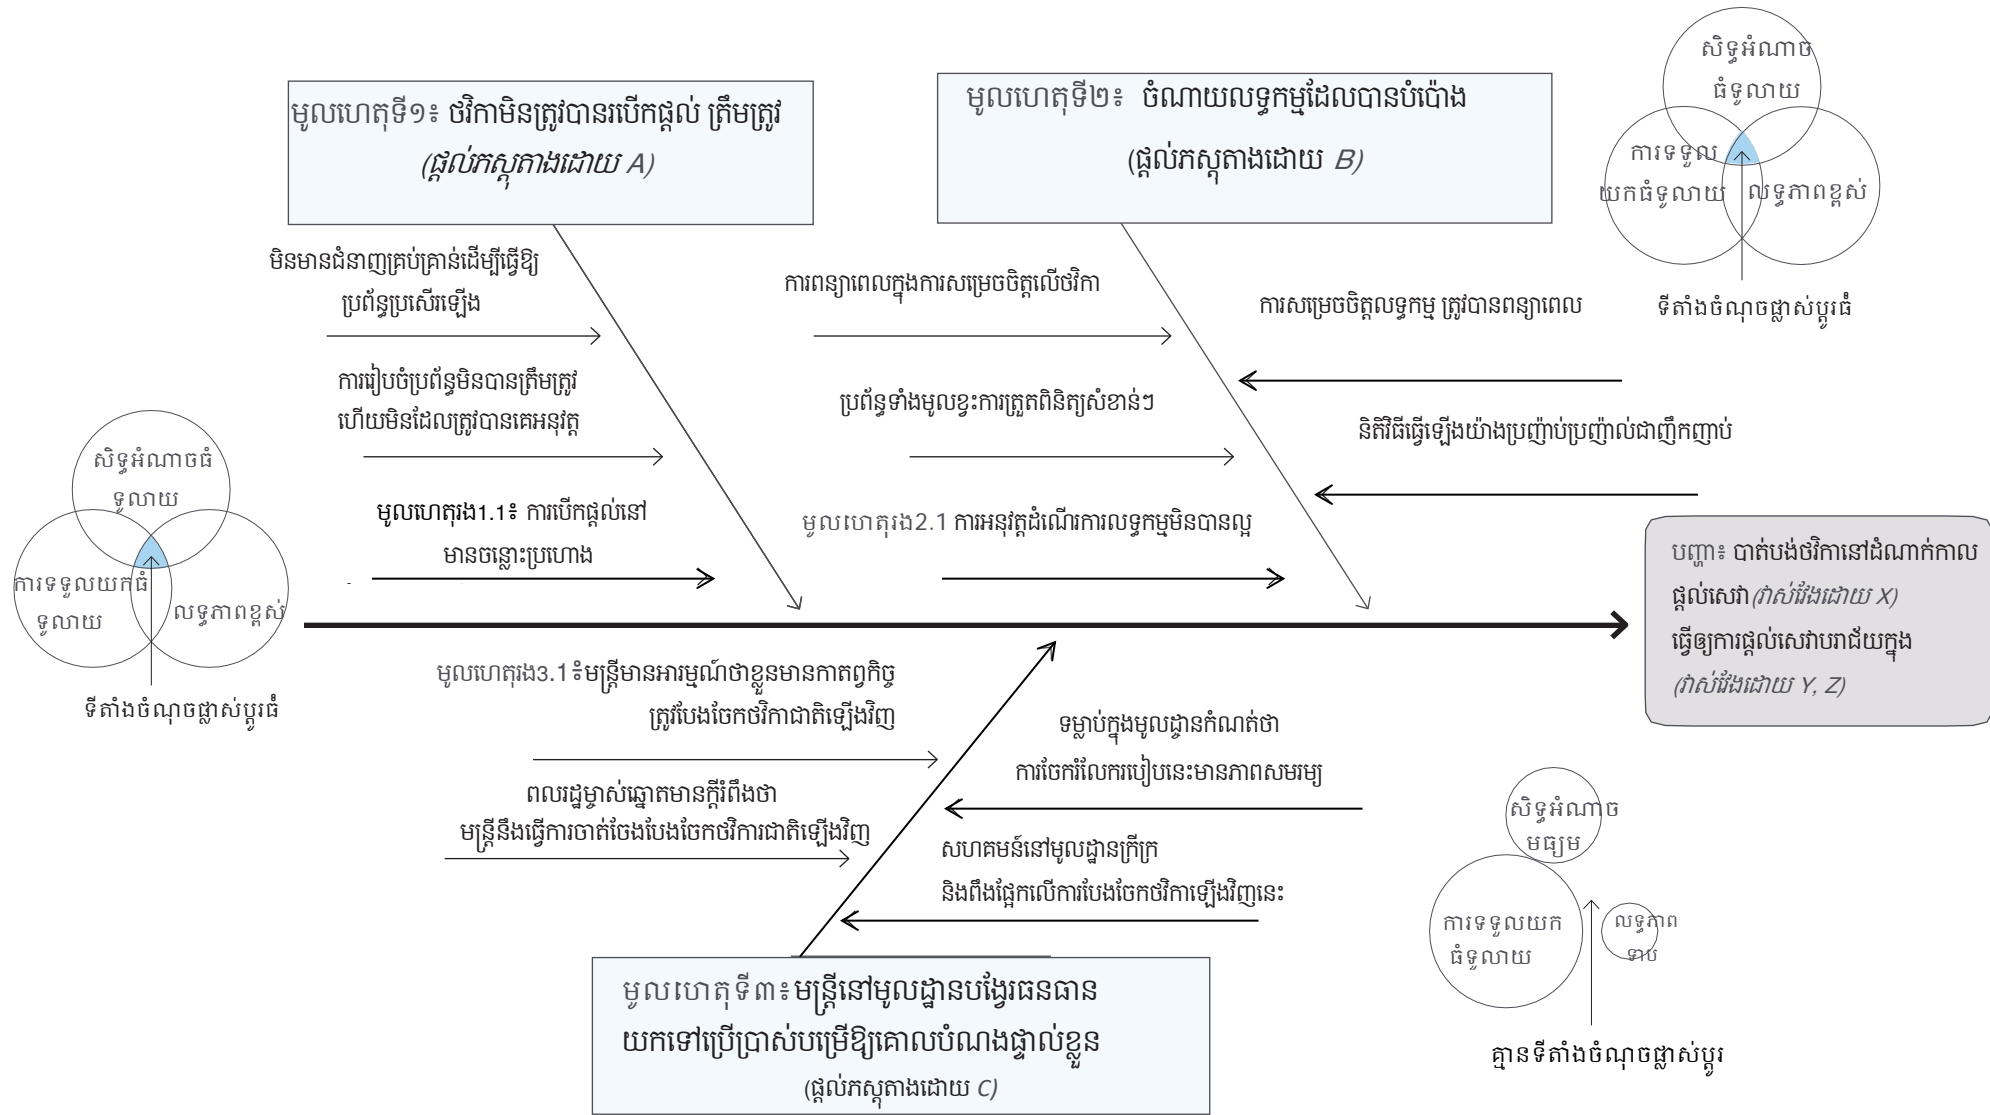 មូលហេតុទី១៖ ថវិកាមិនត្រូវបានរបើកផ្តល់ ត្រឹមត្រូវ
(ផ្តល់ភស្តុតាងដោយ A)
មូលហេតុទី២៖ ចំណាយលទ្ធកម្មដែលបានបំប៉ោង
(ផ្តល់ភស្តុតាងដោយ B)
សិទ្ធអំណាច
ធំទូលាយ
ការទទួល
យកធំទូលាយ
លទ្ធភាពខ្ពស់
ទីតាំងចំណុចផ្លាស់ប្តូរធំ
មិនមានជំនាញគ្រប់គ្រាន់ដើម្បីធ្វើឱ្យ
ប្រព័ន្ធប្រសើរឡើង
ការរៀបចំប្រព័ន្ធមិនបានត្រឹមត្រូវ
ហើយមិនដែលត្រូវបានគេអនុវត្ត
មូលហេតុរង1.1៖ ការបើកផ្តល់នៅ
មានចន្លោះប្រហោង
ការពន្យាពេលក្នុងការសម្រេចចិត្តលើថវិកា
ប្រព័ន្ធទាំងមូលខ្វះការត្រួតពិនិត្យសំខាន់ៗ
មូលហេតុរង2.1 ការអនុវត្តដំណើរការលទ្ធកម្មមិនបានល្អ
ការសម្រេចចិត្តលទ្ធកម្ម ត្រូវបានពន្យាពេល
និតិវិធីធ្វើឡើងយ៉ាងប្រញ៉ាប់ប្រញ៉ាល់ជាញឹកញាប់
សិទ្ធអំណាចធំ
ទូលាយ
ការទទួលយកធំ
ទូលាយ
លទ្ធភាពខ្ពស់
ទីតាំងចំណុចផ្លាស់ប្តូរធំ
បញ្ហា៖ បាត់បង់ថវិកានៅដំណាក់កាល
ផ្តល់សេវា(វាស់វែងដោយ X)
ធ្វើឲ្យការផ្តល់សេវាបរាជ័យក្នុង
(វាស់វែងដោយ Y, Z)
មូលហេតុរង3.1៖មន្ត្រីមានអារម្មណ៍ថាខ្លួនមានកាតព្វកិច្ច
ត្រូវបែងចែកថវិកាជាតិឡើងវិញ
ពលរដ្ឋម្ចាស់ឆ្នោតមានក្តីរំពឹងថា
មន្ត្រីនឹងធ្វើការចាត់ចែងបែងចែកថវិការជាតិឡើងវិញ
ទម្លាប់ក្នុងមូលដ្ឋានកំណត់ថា
ការចែករំលែករបៀបនេះមានភាពសមរម្យ
សហគមន៍នៅមូលដ្ឋានក្រីក្រ
និងពឹងផ្អែកលើការបែងចែកថវិកាឡើងវិញនេះ
មូលហេតុទី៣៖មន្ត្រីនៅមូលដ្ឋានបង្វែរធនធាន
យកទៅប្រើប្រាស់បម្រើឱ្យគោលបំណងផ្ទាល់ខ្លួន
(ផ្តល់ភស្តុតាងដោយ C)
សិទ្ធអំណាច
មធ្យម
ការទទួលយក
ធំទូលាយ
លទ្ធភាព
ទាប
គ្មានទីតាំងចំណុចផ្លាស់ប្តូរ